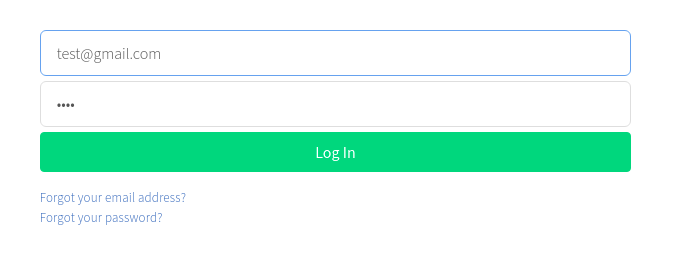 test@gmail.com
••••
Log In
Forgot your email address?
Forgot your password?